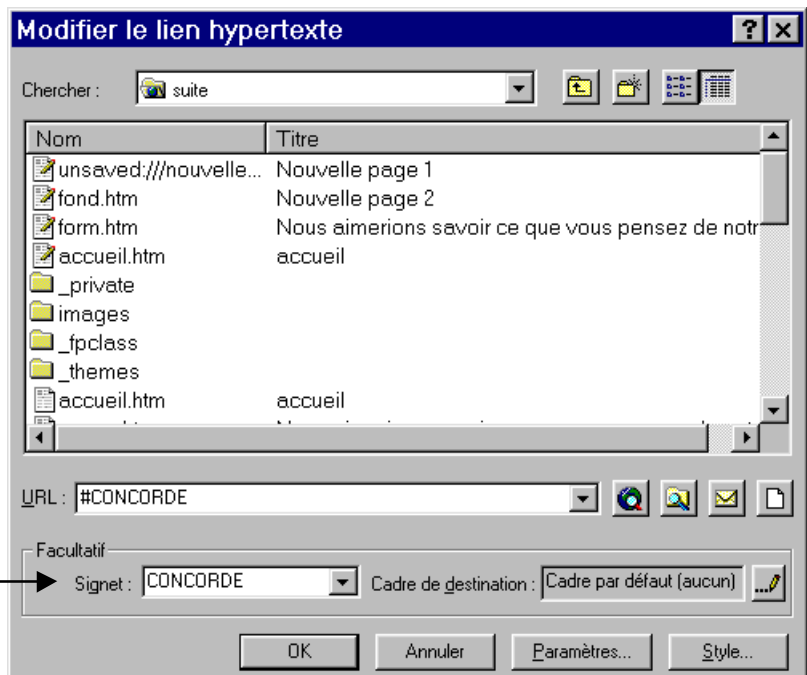 Modifier le lien hypertexte
Chercher : suite
Nom Titre
unsaved:///nouvelle... Nouvelle page 1
fond.htm Nouvelle page 2
form.htm Nous aimerions savoir ce que vous pensez de notr
accueil.htm accueil
_private
images
_fpclass
_themes
accueil.htm accueil
URL : #CONCORDE
Facultatif
Signet : CONCORDE Cadre de destination : Cadre par défaut (aucun) ...
OK Annuler Paramètres... Style...